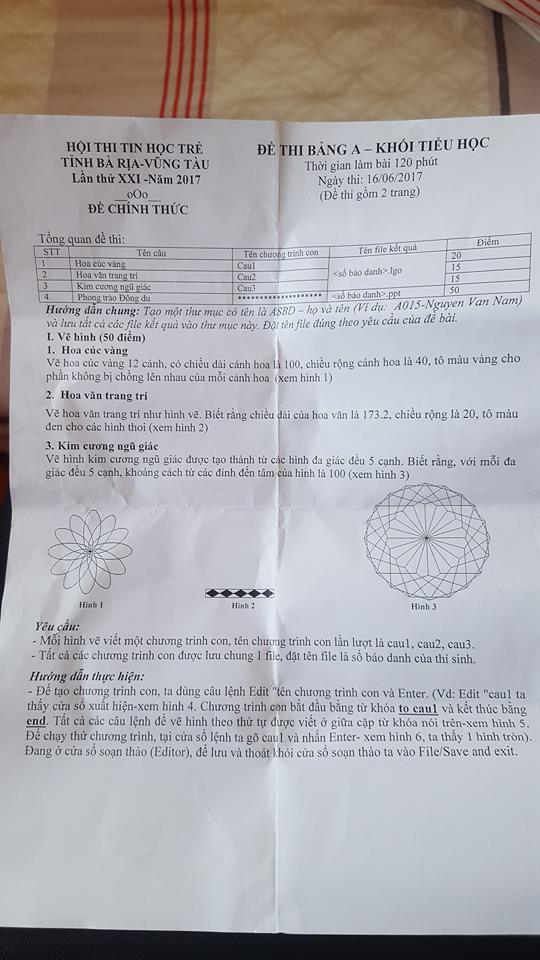 HỘI THI TIN HỌC TRẺ
TỈNH BÀ RỊA-VŨNG TÀU
Lần thứ XXI -Năm 2017
__oOo__
ĐỀ CHÍNH THỨC
ĐỀ THI BẢNG A – KHỐI TIỂU HỌC
Thời gian làm bài 120 phút
Ngày thi: 16/06/2017
(Đề thi gồm 2 trang)
Tổng quan đề thi:
STT Tên câu Tên chương trình con Tên file kết quả Điểm
1 Hoa cúc vàng Cau1 <số báo danh>.lgo 20
2 Hoa văn trang trí Cau2 15
3 Kim cương ngũ giác Cau3 15
4 Phong trào Đông du ******************** <số báo danh>.ppt 50
Hướng dẫn chung: Tạo một thư mục có tên là ASBD – họ và tên (Ví dụ: A015-Nguyen Van Nam)
và lưu tất cả các file kết quả vào thư mục này. Đặt tên file đúng theo yêu cầu của đề bài.
I. Vẽ hình (50 điểm)
1. Hoa cúc vàng
Vẽ hoa cúc vàng 12 cánh, có chiều dài cánh hoa là 100, chiều rộng cánh hoa là 40, tô màu vàng cho
phần không bị chồng lên nhau của mỗi cánh hoa (xem hình 1)
2. Hoa văn trang trí
Vẽ hoa văn trang trí như hình vẽ. Biết rằng chiều dài của hoa văn là 173.2, chiều rộng là 20, tô màu
đen cho các hình thoi (xem hình 2)
3. Kim cương ngũ giác
Vẽ hình kim cương ngũ giác được tạo thành từ các hình đa giác đều 5 cạnh. Biết rằng, với mỗi đa
giác đều 5 cạnh, khoảng cách từ các đỉnh đến tâm của hình là 100 (xem hình 3)
Hình 1
Hình 2
Hình 3
Yêu cầu:
- Mỗi hình vẽ viết một chương trình con, tên chương trình con lần lượt là cau1, cau2, cau3.
- Tất cả các chương trình con được lưu chung 1 file, đặt tên file là số báo danh của thí sinh.
Hướng dẫn thực hiện:
- Để tạo chương trình con, ta dùng câu lệnh Edit "tên chương trình con và Enter. (Vd: Edit "cau1 ta
thấy cửa sổ xuất hiện-xem hình 4. Chương trình con bắt đầu bằng từ khóa to cau1 và kết thúc bằng
end. Tất cả các câu lệnh để vẽ hình theo thứ tự được viết ở giữa cặp từ khóa nói trên-xem hình 5.
Để chạy thử chương trình, tại cửa sổ lệnh ta gõ cau1 và nhấn Enter- xem hình 6, ta thấy 1 hình tròn).
Đang ở cửa sổ soạn thảo (Editor), để lưu và thoát khỏi cửa sổ soạn thảo ta vào File/Save and exit.